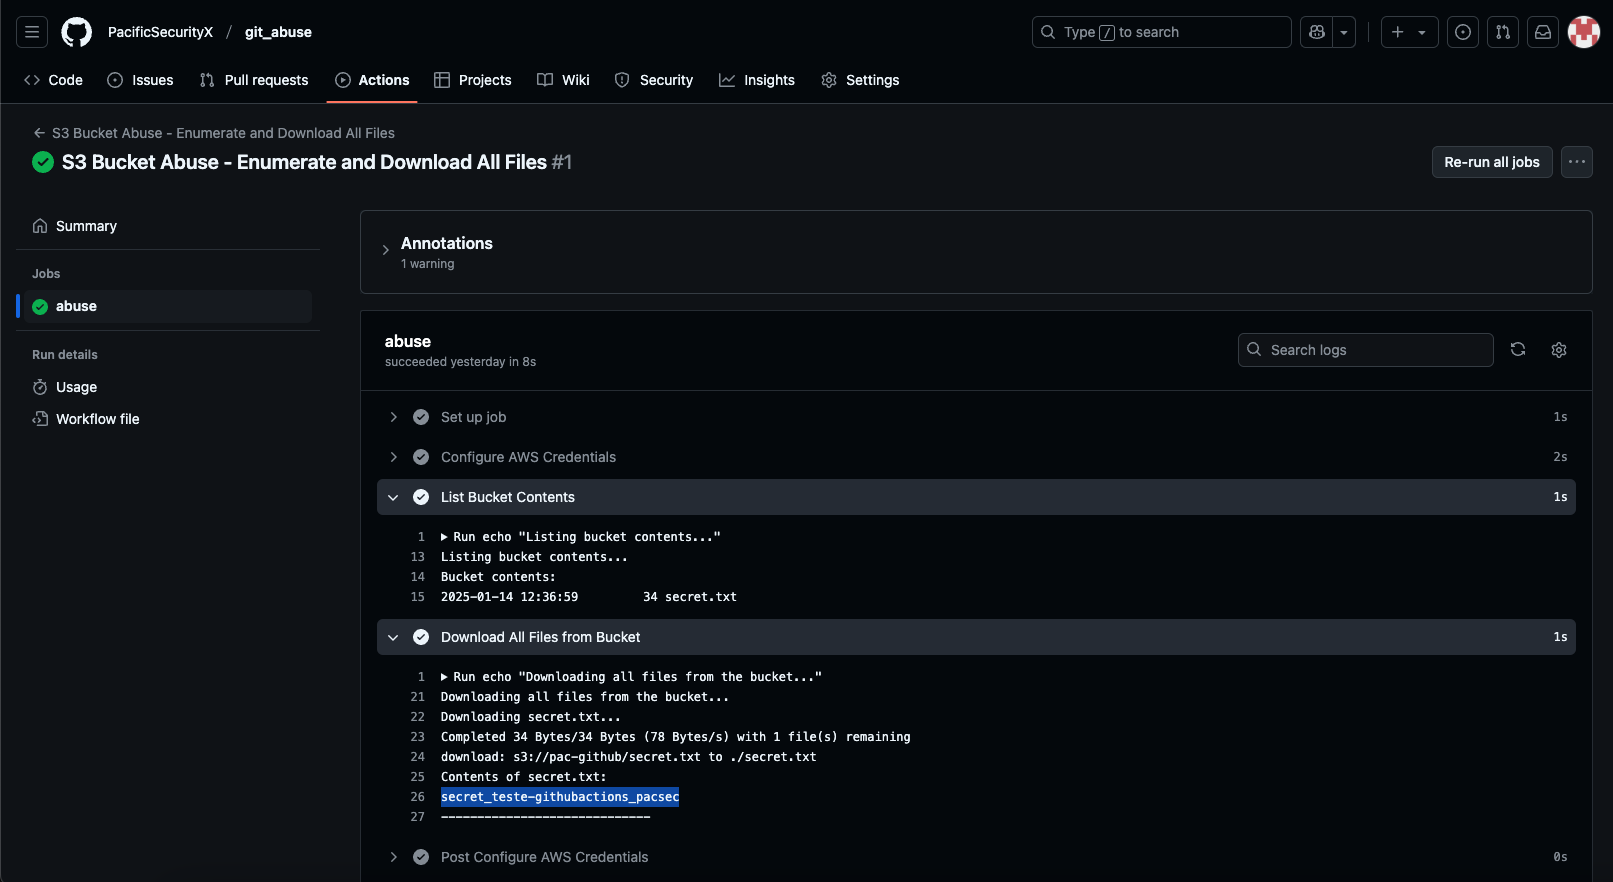 PacificSecurityX / git_abuse
Type / to search
Code Issues Pull requests Actions Projects Wiki Security Insights Settings
S3 Bucket Abuse - Enumerate and Download All Files
S3 Bucket Abuse - Enumerate and Download All Files #1
Re-run all jobs
Summary
Jobs
abuse
Run details
Usage
Workflow file
Annotations
1 warning
abuse
succeeded yesterday in 8s
Search logs
Set up job 1s
Configure AWS Credentials 2s
List Bucket Contents 1s
1 Run echo "Listing bucket contents..."
13 Listing bucket contents...
14 Bucket contents:
15 2025-01-14 12:36:59 34 secret.txt
Download All Files from Bucket 1s
1 Run echo "Downloading all files from the bucket..."
21 Downloading all files from the bucket...
22 Downloading secret.txt...
23 Completed 34 Bytes/34 Bytes (78 Bytes/s) with 1 file(s) remaining
24 download: s3://pac-github/secret.txt to ./secret.txt
25 Contents of secret.txt:
26 secret_teste-githubactions_pacsec
27 -----------------------------
Post Configure AWS Credentials 0s